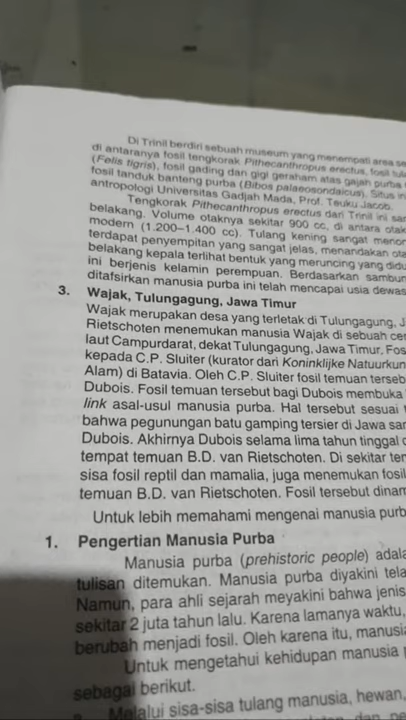 Di Trinil berdiri sebuah museum yang menempati area se
di antaranya fosil tengkorak Pithecanthropus erectus, fosil tul
(Felis tigris), fosil gading dan gigi geraham atas gajah purba
fosil tanduk banteng purba (Bibos palaeosondaicus). Situs in
antropologi Universitas Gadjah Mada, Prof. Teuku Jacob.
Tengkorak Pithecanthropus erectus dari Trinil ini san
belakang. Volume otaknya sekitar 900 cc, di antara otak
modern (1.200–1.400 cc). Tulang kening sangat menon
terdapat penyempitan yang sangat jelas, menandakan ota
belakang kepala terlihat bentuk yang meruncing yang didu
ini berjenis kelamin perempuan. Berdasarkan sambun
ditafsirkan manusia purba ini telah mencapai usia dewas
3. Wajak, Tulungagung, Jawa Timur
Wajak merupakan desa yang terletak di Tulungagung, J
Rietschoten menemukan manusia Wajak di sebuah cer
laut Campurdarat, dekat Tulungagung, Jawa Timur. Fos
kepada C.P. Sluiter (kurator dari Koninklijke Natuurkun
Alam) di Batavia. Oleh C.P. Sluiter fosil temuan terseb
Dubois. Fosil temuan tersebut bagi Dubois membuka
link asal-usul manusia purba. Hal tersebut sesuai
bahwa pegunungan batu gamping tersier di Jawa san
Dubois. Akhirnya Dubois selama lima tahun tinggal d
tempat temuan B.D. van Rietschoten. Di sekitar ter
sisa fosil reptil dan mamalia, juga menemukan fosil
temuan B.D. van Rietschoten. Fosil tersebut dinam
Untuk lebih memahami mengenai manusia purb
1. Pengertian Manusia Purba
Manusia purba (prehistoric people) adala
tulisan ditemukan. Manusia purba diyakini tela
Namun, para ahli sejarah meyakini bahwa jenis
sekitar 2 juta tahun lalu. Karena lamanya waktu,
berubah menjadi fosil. Oleh karena itu, manusia
Untuk mengetahui kehidupan manusia
sebagai berikut.
Melalui sisa-sisa tulang manusia, hewan,